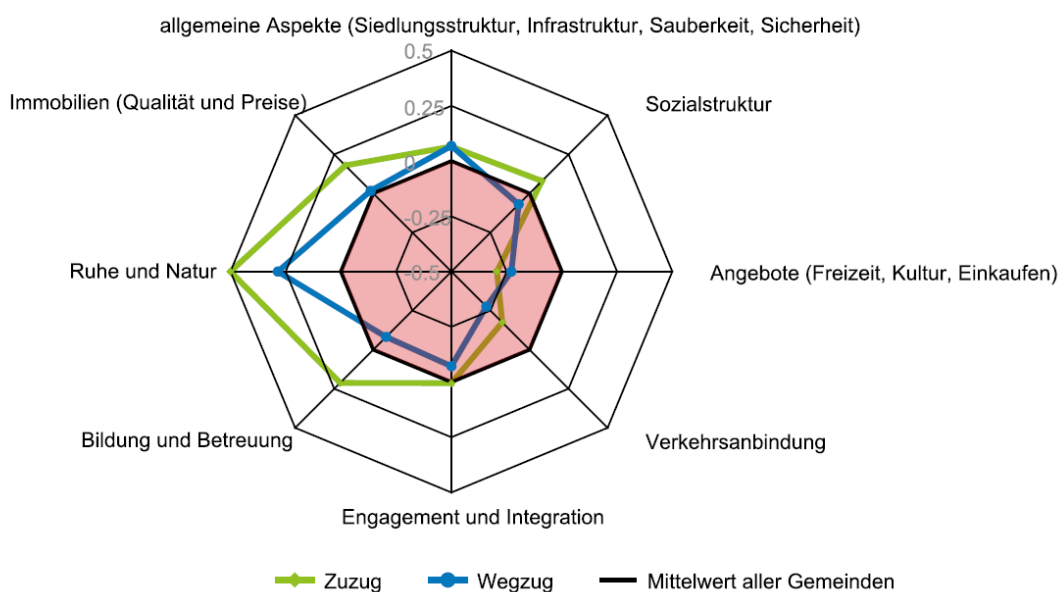 allgemeine Aspekte (Siedlungsstruktur, Infrastruktur, Sauberkeit, Sicherheit)
0.5
Immobilien (Qualität und Preise)
0.25
Sozialstruktur
0
-0.25
Ruhe und Natur
-0.5
Angebote (Freizeit, Kultur, Einkaufen)
Bildung und Betreuung
Verkehrsanbindung
Engagement und Integration
Zuzug
Wegzug
Mittelwert aller Gemeinden